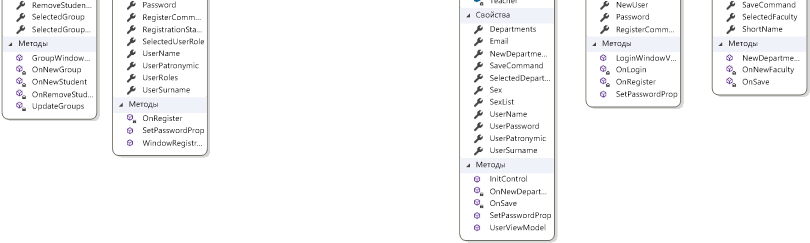 RemoveStuden...
SelectedGroup
SelectedGroup...
Методы
GroupWindow...
OnNewGroup
OnNewStudent
OnRemoveStud...
UpdateGroups
Password
RegisterComm...
RegistrationSta...
SelectedUserRole
UserName
UserPatronymic
UserRoles
UserSurname
Методы
OnRegister
SetPasswordProp
WindowRegistr...
Teacher
Свойства
Departments
Email
NewDepartme...
SaveCommand
SelectedDepart...
Sex
SexList
UserName
UserPassword
UserPatronymic
UserSurname
Методы
InitControl
OnNewDepart...
OnSave
SetPasswordProp
UserViewModel
NewUser
Password
RegisterComm...
Методы
LoginWindowV...
OnLogin
OnRegister
SetPasswordProp
SaveCommand
SelectedFaculty
ShortName
Методы
NewDepartme...
OnNewFaculty
OnSave